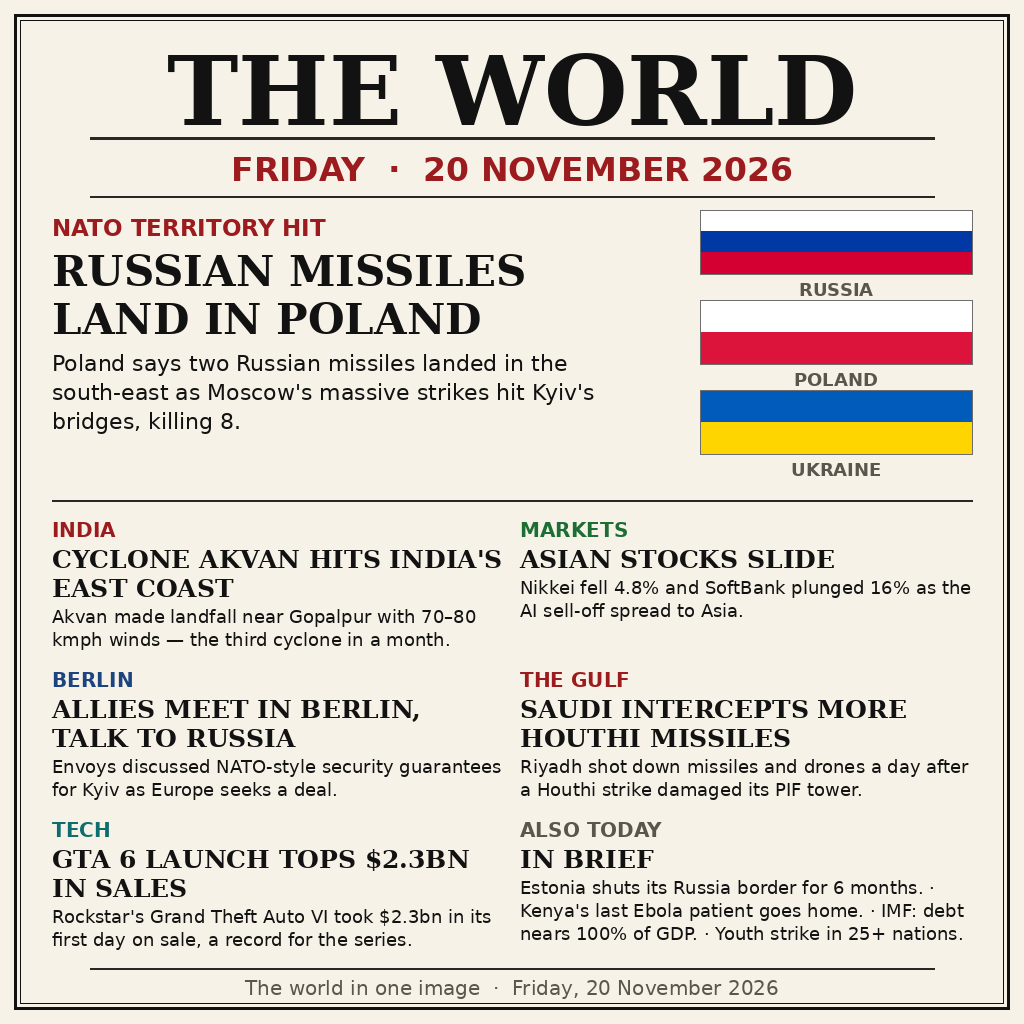 THE WORLD
FRIDAY · 20 NOVEMBER 2026
NATO TERRITORY HIT
RUSSIAN MISSILES
LAND IN POLAND
Poland says two Russian missiles landed in the
south-east as Moscow's massive strikes hit Kyiv's
bridges, killing 8.
RUSSIA
POLAND
UKRAINE
INDIA
CYCLONE AKVAN HITS INDIA'S
EAST COAST
Akvan made landfall near Gopalpur with 70–80
kmph winds — the third cyclone in a month.
MARKETS
ASIAN STOCKS SLIDE
Nikkei fell 4.8% and SoftBank plunged 16% as the
AI sell-off spread to Asia.
BERLIN
ALLIES MEET IN BERLIN,
TALK TO RUSSIA
Envoys discussed NATO-style security guarantees
for Kyiv as Europe seeks a deal.
THE GULF
SAUDI INTERCEPTS MORE
HOUTHI MISSILES
Riyadh shot down missiles and drones a day after
a Houthi strike damaged its PIF tower.
TECH
GTA 6 LAUNCH TOPS $2.3BN
IN SALES
Rockstar's Grand Theft Auto VI took $2.3bn in its
first day on sale, a record for the series.
ALSO TODAY
IN BRIEF
Estonia shuts its Russia border for 6 months. ·
Kenya's last Ebola patient goes home. · IMF: debt
nears 100% of GDP. · Youth strike in 25+ nations.
The world in one image · Friday, 20 November 2026